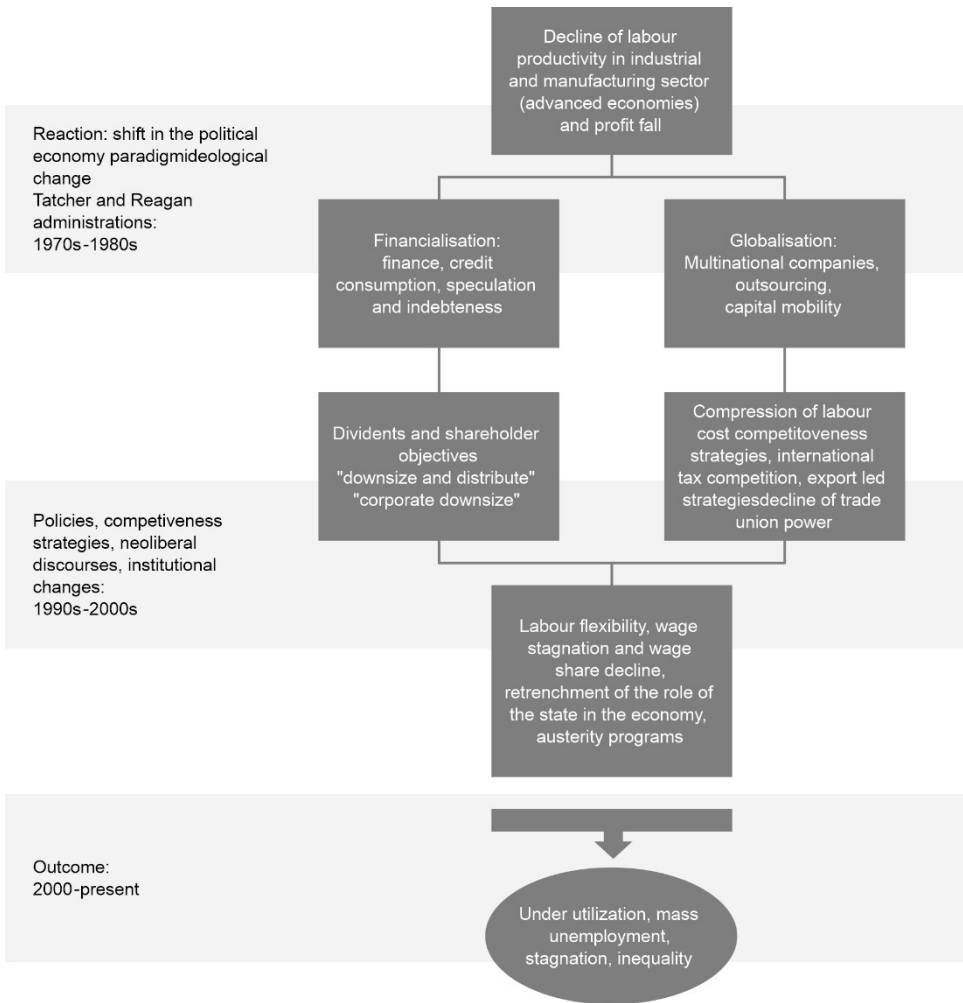 Decline of labour
productivity in industrial
and manufacturing sector
(advanced economies)
and profit fall
Reaction: shift in the political
economy paradigmideological
change
Tatcher and Reagan
administrations:
1970s-1980s
Financialisation:
finance, credit
consumption, speculation
and indebteness
Globalisation:
Multinational companies,
outsourcing,
capital mobility
Dividents and shareholder
objectives
"downsize and distribute"
"corporate downsize"
Compression of labour
cost competitoveness
strategies, international
tax competition, export led
strategiesdecline of trade
union power
Policies, competiveness
strategies, neoliberal
discourses, institutional
changes:
1990s-2000s
Labour flexibility, wage
stagnation and wage
share decline,
retrenchment of the role of
the state in the economy,
austerity programs
Outcome:
2000-present
Under utilization, mass
unemployment,
stagnation, inequality